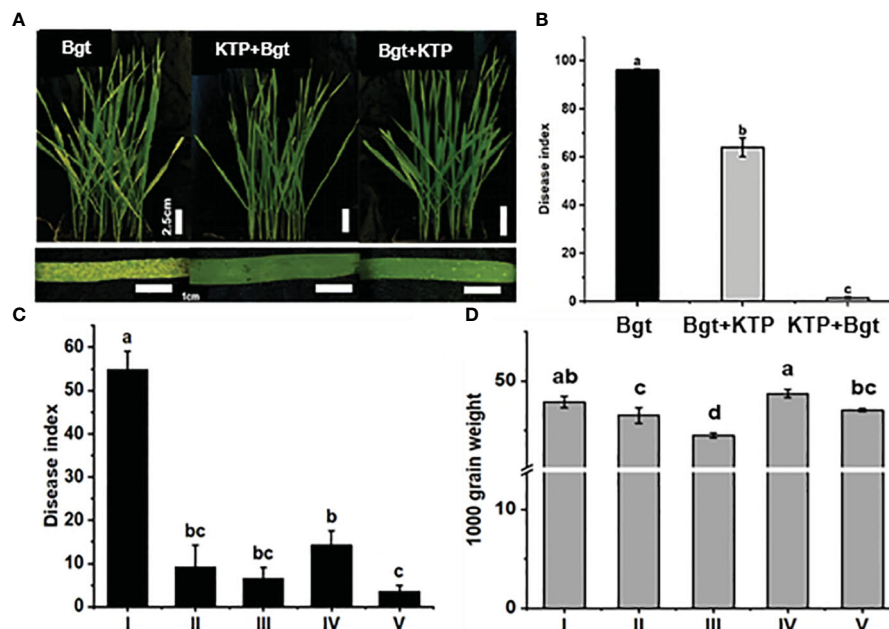 A
Bgt
KTP+Bgt
Bgt+KTP
2.5cm
1cm
B
Disease index
100
80
60
40
20
0
a
b
c
Bgt
Bgt+KTP
KTP+Bgt
C
Disease index
60
50
40
30
20
10
0
a
bc
bc
b
c
I
II
III
IV
V
D
1000 grain weight
50
10
0
ab
c
d
a
bc
I
II
III
IV
V